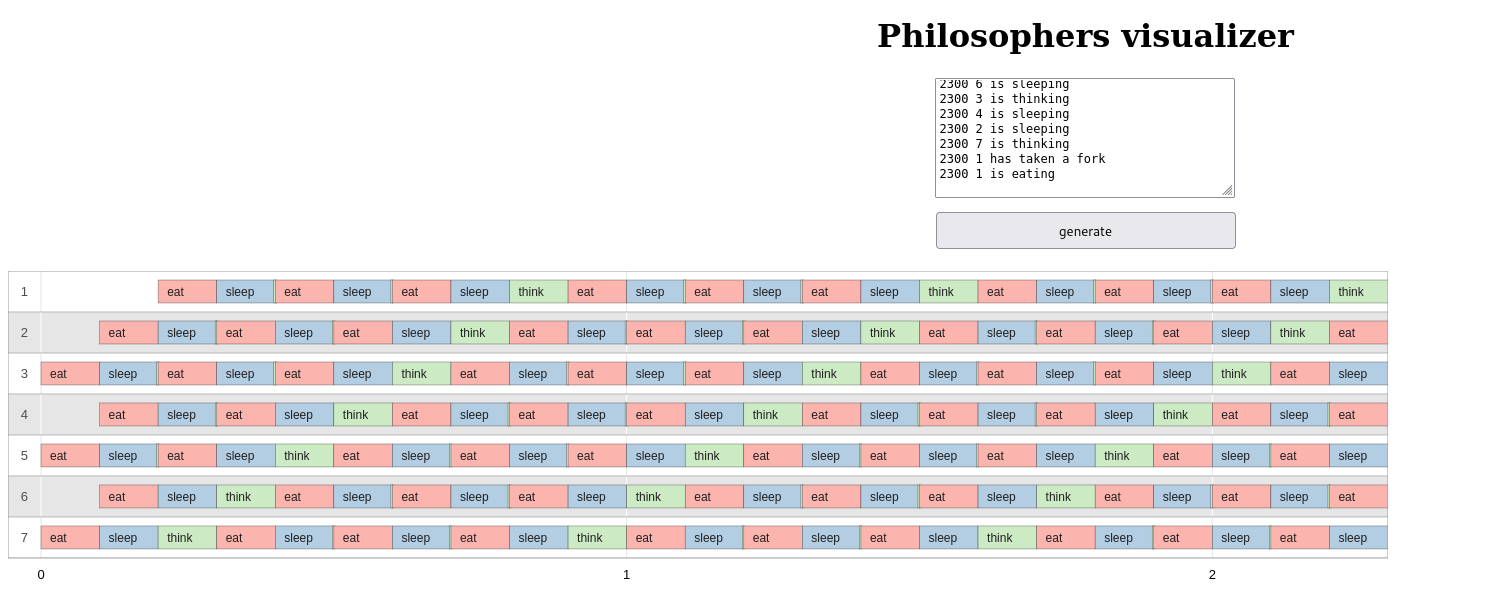 Philosophers visualizer
2300 6 is sleeping
2300 3 is thinking
2300 4 is sleeping
2300 2 is sleeping
2300 7 is thinking
2300 1 has taken a fork
2300 1 is eating
generate
1 eat sleep eat sleep eat sleep think eat sleep eat sleep eat sleep think eat sleep eat sleep eat sleep think
2 eat sleep eat sleep eat sleep think eat sleep eat sleep eat sleep think eat sleep eat sleep eat sleep think eat
3 eat sleep eat sleep eat sleep think eat sleep eat sleep eat sleep think eat sleep eat sleep eat sleep think eat sleep
4 eat sleep eat sleep think eat sleep eat sleep eat sleep think eat sleep eat sleep eat sleep think eat sleep eat
5 eat sleep eat sleep think eat sleep eat sleep eat sleep think eat sleep eat sleep eat sleep think eat sleep eat sleep
6 eat sleep think eat sleep eat sleep eat sleep think eat sleep eat sleep eat sleep think eat sleep eat sleep eat
7 eat sleep think eat sleep eat sleep eat sleep think eat sleep eat sleep eat sleep think eat sleep eat sleep eat sleep
0 1 2